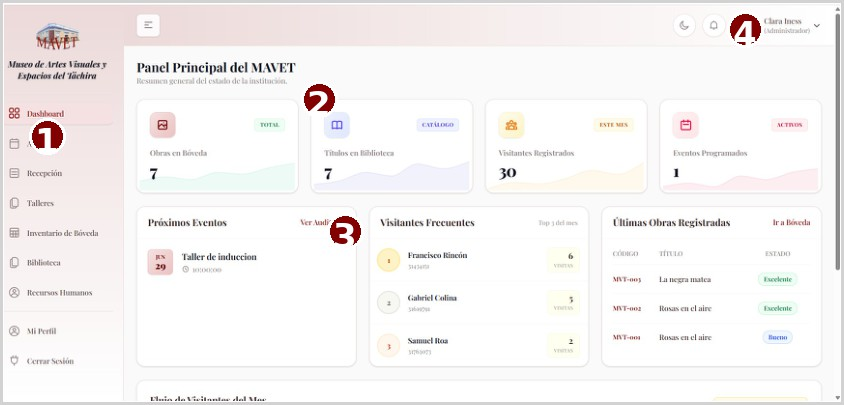 MAVET
Museo de Artes Visuales y
Espacios del Táchira
Dashboard
1
A
Recepción
Talleres
Inventario de Bóveda
Biblioteca
Recursos Humanos
Mi Perfil
Cerrar Sesión
4
Clara Iness
(Administrador)
Panel Principal del MAVET
Resumen general del estado de la institución.
2
TOTAL
Obras en Bóveda
7
CATÁLOGO
Títulos en Biblioteca
7
ESTE MES
Visitantes Registrados
30
ACTIVOS
Eventos Programados
1
Próximos Eventos
Ver Audi
3
JUN
29
Taller de induccion
10:00:00
Visitantes Frecuentes
Top 3 del mes
1
Francisco Rincón
6
VISITAS
2
Gabriel Colina
5
VISITAS
3
Samuel Roa
2
VISITAS
Últimas Obras Registradas
Ir a Bóveda
CÓDIGO TÍTULO ESTADO
MVT-003 La negra matea Excelente
MVT-002 Rosas en el aire Excelente
MVT-001 Rosas en el aire Bueno
Flujo de Visitantes del Mes